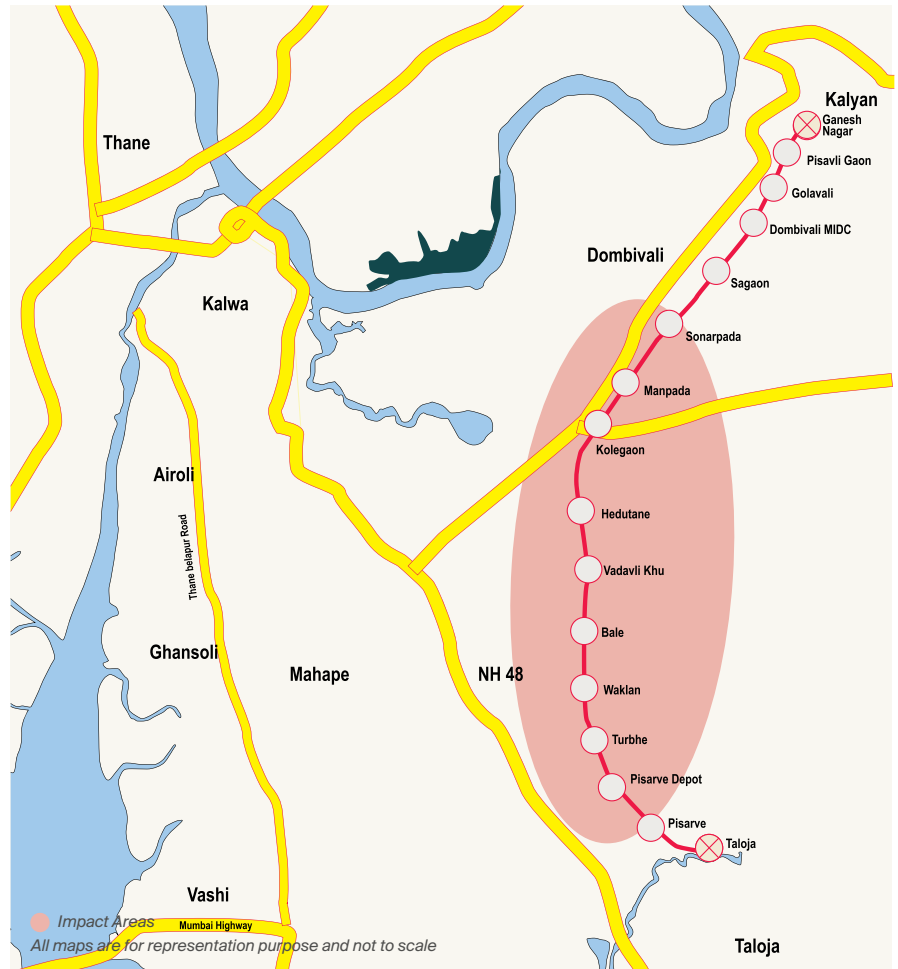 Kalyan
Ganesh
Nagar
Thane
Pisavli Gaon
Golavali
Dombivali MIDC
Dombivali
Sagaon
Kalwa
Sonarpada
Manpada
Kolegaon
Airoli
Hedutane
Thane belapur Road
Vadavli Khu
Bale
Ghansoli
Mahape
NH 48
Waklan
Turbhe
Pisarve Depot
Pisarve
Taloja
Vashi
Impact Areas
Mumbai Highway
All maps are for representation purpose and not to scale
Taloja